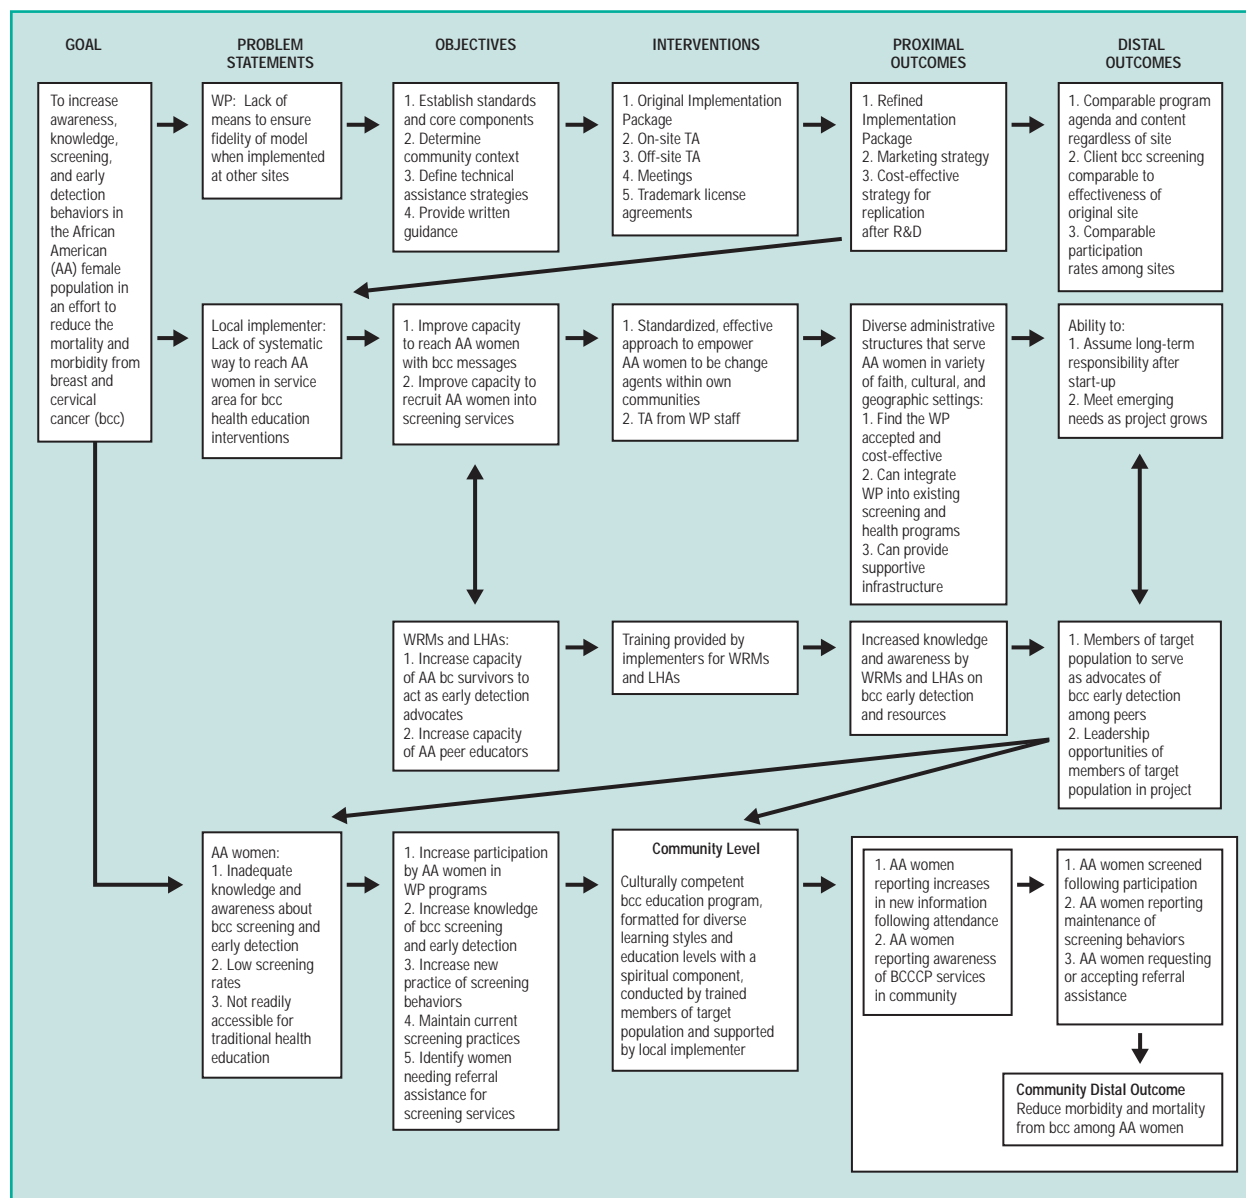 GOAL
PROBLEM
STATEMENTS
OBJECTIVES
INTERVENTIONS
PROXIMAL
OUTCOMES
DISTAL
OUTCOMES
To increase
awareness,
knowledge,
screening,
and early
detection
behaviors in
the African
American
(AA) female
population in
an effort to
reduce the
mortality and
morbidity from
breast and
cervical
cancer (bcc)
WP: Lack of
means to ensure
fidelity of model
when implemented
at other sites
1. Establish standards
and core components
2. Determine
community context
3. Define technical
assistance strategies
4. Provide written
guidance
1. Original Implementation
Package
2. On-site TA
3. Off-site TA
4. Meetings
5. Trademark license
agreements
1. Refined
Implementation
Package
2. Marketing strategy
3. Cost-effective
strategy for
replication
after R&D
1. Comparable program
agenda and content
regardless of site
2. Client bcc screening
comparable to
effectiveness of
original site
3. Comparable
participation
rates among sites
Local implementer:
Lack of systematic
way to reach AA
women in service
area for bcc
health education
interventions
1. Improve capacity
to reach AA women
with bcc messages
2. Improve capacity to
recruit AA women into
screening services
1. Standardized, effective
approach to empower
AA women to be change
agents within own
communities
2. TA from WP staff
Diverse administrative
structures that serve
AA women in variety
of faith, cultural, and
geographic settings:
1. Find the WP
accepted and
cost-effective
2. Can integrate
WP into existing
screening and
health programs
3. Can provide
supportive
infrastructure
Ability to:
1. Assume long-term
responsibility after
start-up
2. Meet emerging
needs as project grows
WRMs and LHAs:
1. Increase capacity
of AA bc survivors to
act as early detection
advocates
2. Increase capacity
of AA peer educators
Training provided by
implementers for WRMs
and LHAs
Increased knowledge
and awareness by
WRMs and LHAs on
bcc early detection
and resources
1. Members of target
population to serve
as advocates of
bcc early detection
among peers
2. Leadership
opportunities of
members of target
population in project
AA women:
1. Inadequate
knowledge and
awareness about
bcc screening and
early detection
2. Low screening
rates
3. Not readily
accessible for
traditional health
education
1. Increase participation
by AA women in
WP programs
2. Increase knowledge
of bcc screening
and early detection
3. Increase new
practice of screening
behaviors
4. Maintain current
screening practices
5. Identify women
needing referral
assistance for
screening services
Community Level
Culturally competent
bcc education program,
formatted for diverse
learning styles and
education levels with a
spiritual component,
conducted by trained
members of target
population and supported
by local implementer
1. AA women
reporting increases
in new information
following attendance
2. AA women
reporting awareness
of BCCCP services
in community
1. AA women screened
following participation
2. AA women reporting
maintenance of
screening behaviors
3. AA women requesting
or accepting referral
assistance
Community Distal Outcome
Reduce morbidity and mortality
from bcc among AA women